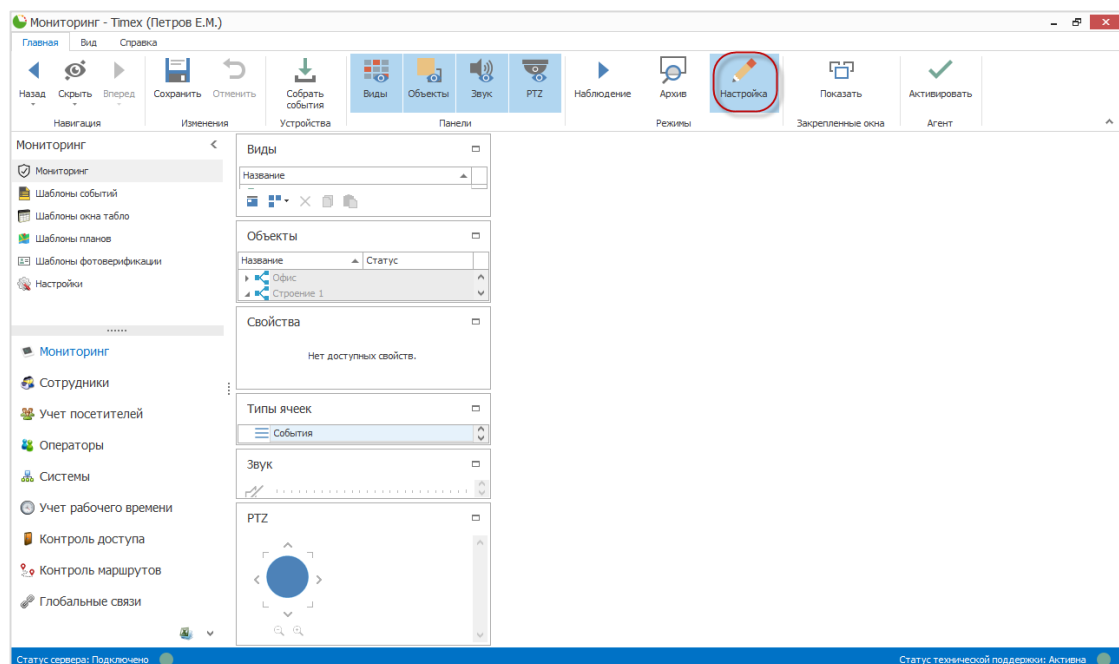 Мониторинг - Timex (Петров Е.М.)
Главная Вид Справка
Назад Скрыть Вперед Сохранить Отменить Собрать события Виды Объекты Звук PTZ Наблюдение Архив Настройка Показать Активировать
Навигация Изменения Устройства Панели Режимы Закрепленные окна Агент
Мониторинг
Мониторинг
Шаблоны событий
Шаблоны окна табло
Шаблоны планов
Шаблоны фотоверификации
Настройки
Мониторинг
Сотрудники
Учет посетителей
Операторы
Системы
Учет рабочего времени
Контроль доступа
Контроль маршрутов
Глобальные связи
Виды
Название
Объекты
Название Статус
Офис
Строение 1
Свойства
Нет доступных свойств.
Типы ячеек
События
Звук
PTZ
Статус сервера: Подключено Статус технической поддержки: Активна